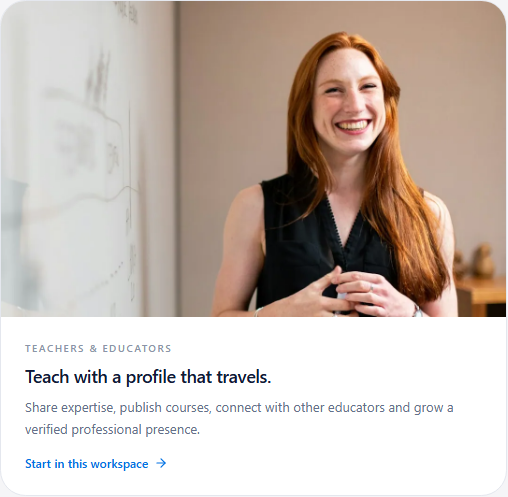 TEACHERS & EDUCATORS
Teach with a profile that travels.
Share expertise, publish courses, connect with other educators and grow a
verified professional presence.
Start in this workspace →